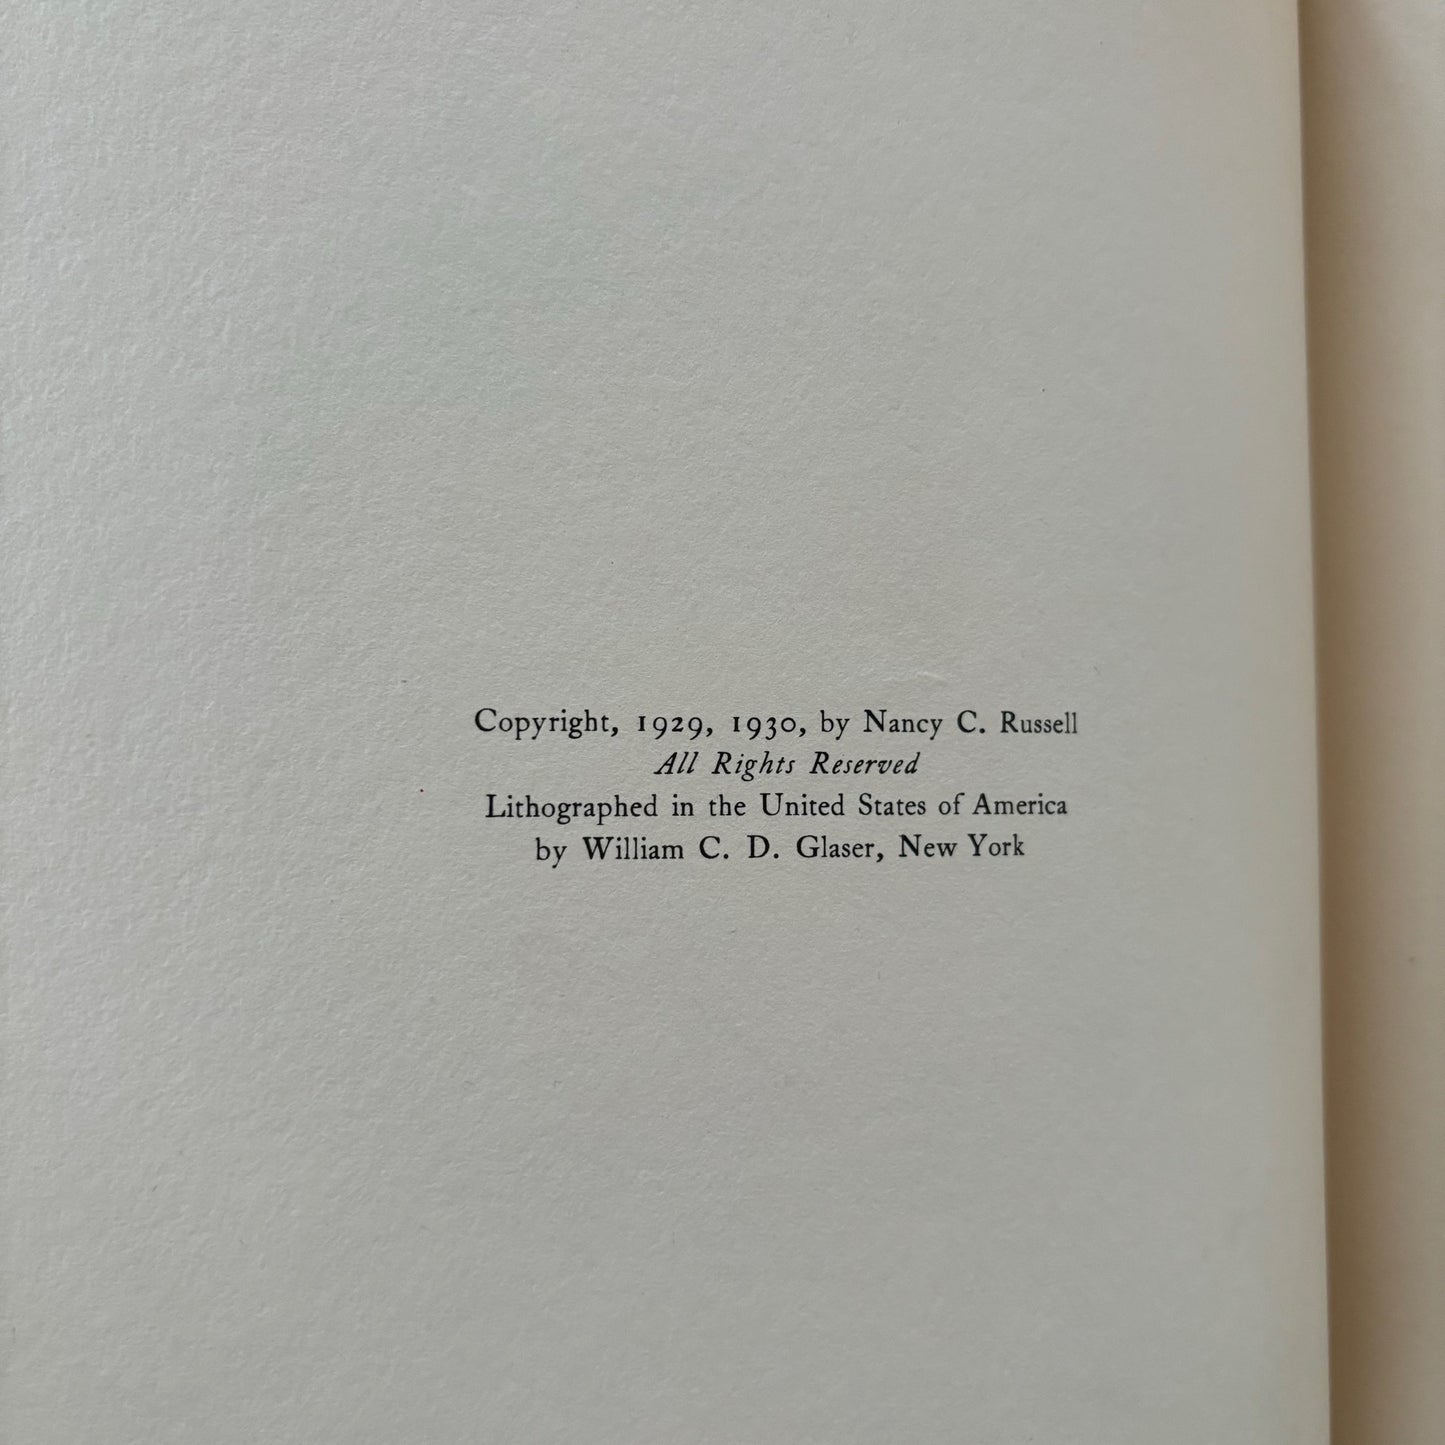 Copyright, 1929, 1930, by Nancy C. Russell
All Rights Reserved
Lithographed in the United States of America
by William C. D. Glaser, New York